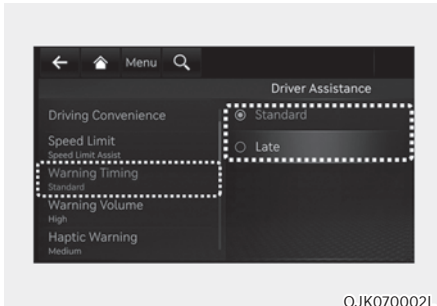 Menu
Driver Assistance
Driving Convenience
Speed Limit
Speed Limit Assist
Warning Timing
Standard
Warning Volume
High
Haptic Warning
Medium
Standard
Late
OJK070002L